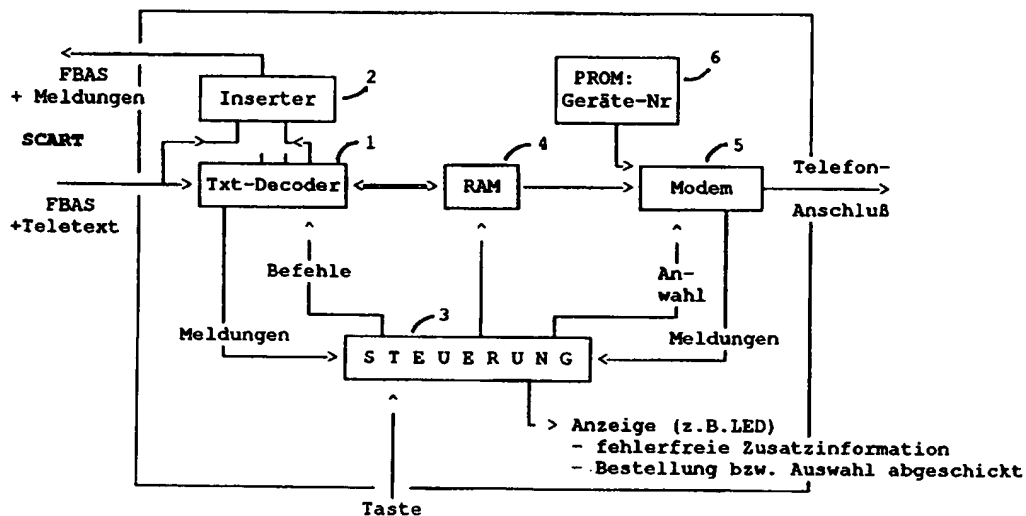 2
6
FBAS
+ Meldungen
Inserter
PROM:
Geräte-Nr
SCART
1
4
5
Txt-Decoder
RAM
Modem
Telefon-
Anschluß
FBAS
+Teletext
Befehle
An-
wahl
Meldungen
3
Meldungen
S T E U E R U N G
Anzeige (z.B.LED)
- fehlerfreie Zusatzinformation
- Bestellung bzw. Auswahl abgeschickt
Taste